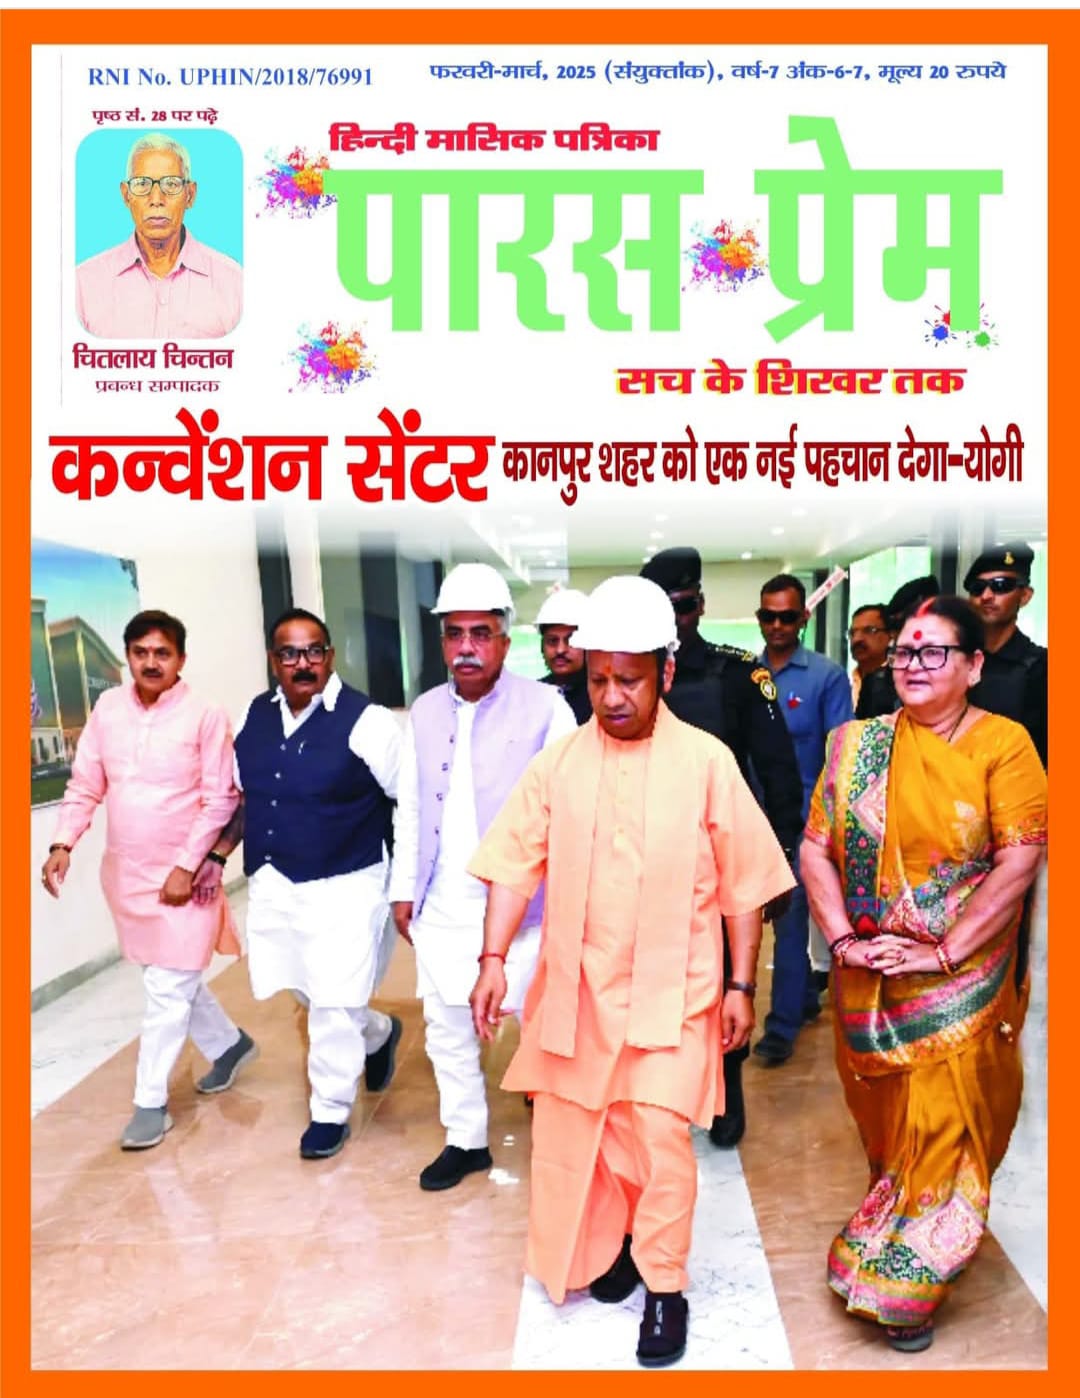 RNI No. UPHIN/2018/76991
फरवरी-मार्च, 2025 (संयुक्तांक), वर्ष-7 अंक-6-7, मूल्य 20 रुपये
पृष्ठ सं. 28 पर पढ़े
हिन्दी मासिक पत्रिका
पारस प्रेम
चितलाय चिन्तन
प्रबन्ध सम्पादक
सच के शिखर तक
कन्वेंशन सेंटर कानपुर शहर को एक नई पहचान देगा-योगी